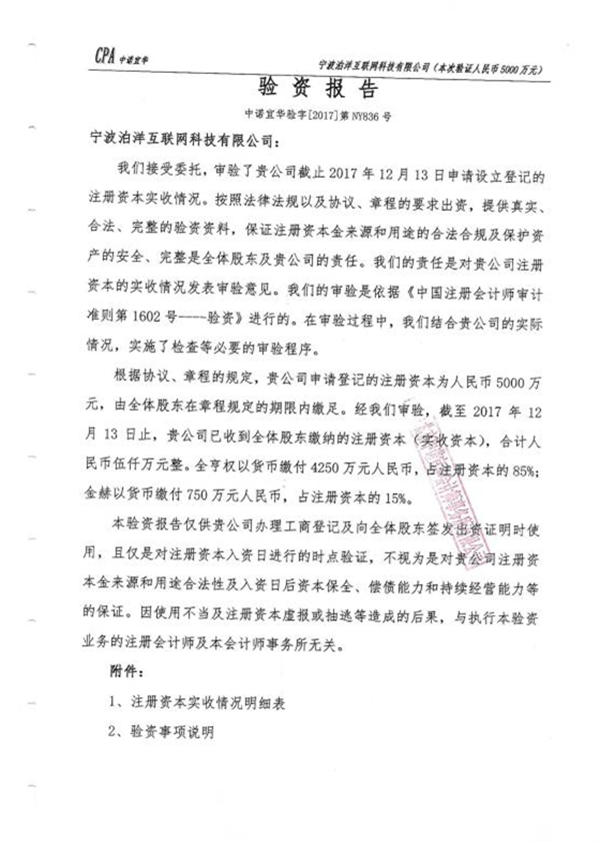 CPA 中诺宜华
宁波泊洋互联网科技有限公司（本次验证人民币5000万元）
验资报告
中诺宜华验字[2017]第NY836号
宁波泊洋互联网科技有限公司：
我们接受委托，审验了贵公司截止2017年12月13日申请设立登记的
注册资本实收情况。按照法律法规以及协议、章程的要求出资，提供真实、
合法、完整的验资资料，保证注册资本金来源和用途的合法合规及保护资
产的安全、完整是全体股东及贵公司的责任。我们的责任是对贵公司注册
资本的实收情况发表审验意见。我们的审验是依据《中国注册会计师审计
准则第1602号----验资》进行的。在审验过程中，我们结合贵公司的实际
情况，实施了检查等必要的审验程序。
根据协议、章程的规定，贵公司申请登记的注册资本为人民币5000万
元，由全体股东在章程规定的期限内缴足。经我们审验，截至2017年12
月13日止，贵公司已收到全体股东缴纳的注册资本（实收资本），合计人
民币伍仟万元整。全亨权以货币缴付4250万元人民币，占注册资本的85%；
金赫以货币缴付750万元人民币，占注册资本的15%。
本验资报告仅供贵公司办理工商登记及向全体股东签发出资证明时使
用，且仅是对注册资本入资日进行的时点验证，不视为是对贵公司注册资
本金来源和用途合法性及入资日后资本保全、偿债能力和持续经营能力等
的保证。因使用不当及注册资本虚报或抽逃等造成的后果，与执行本验资
业务的注册会计师及本会计师事务所无关。
附件：
1、注册资本实收情况明细表
2、验资事项说明